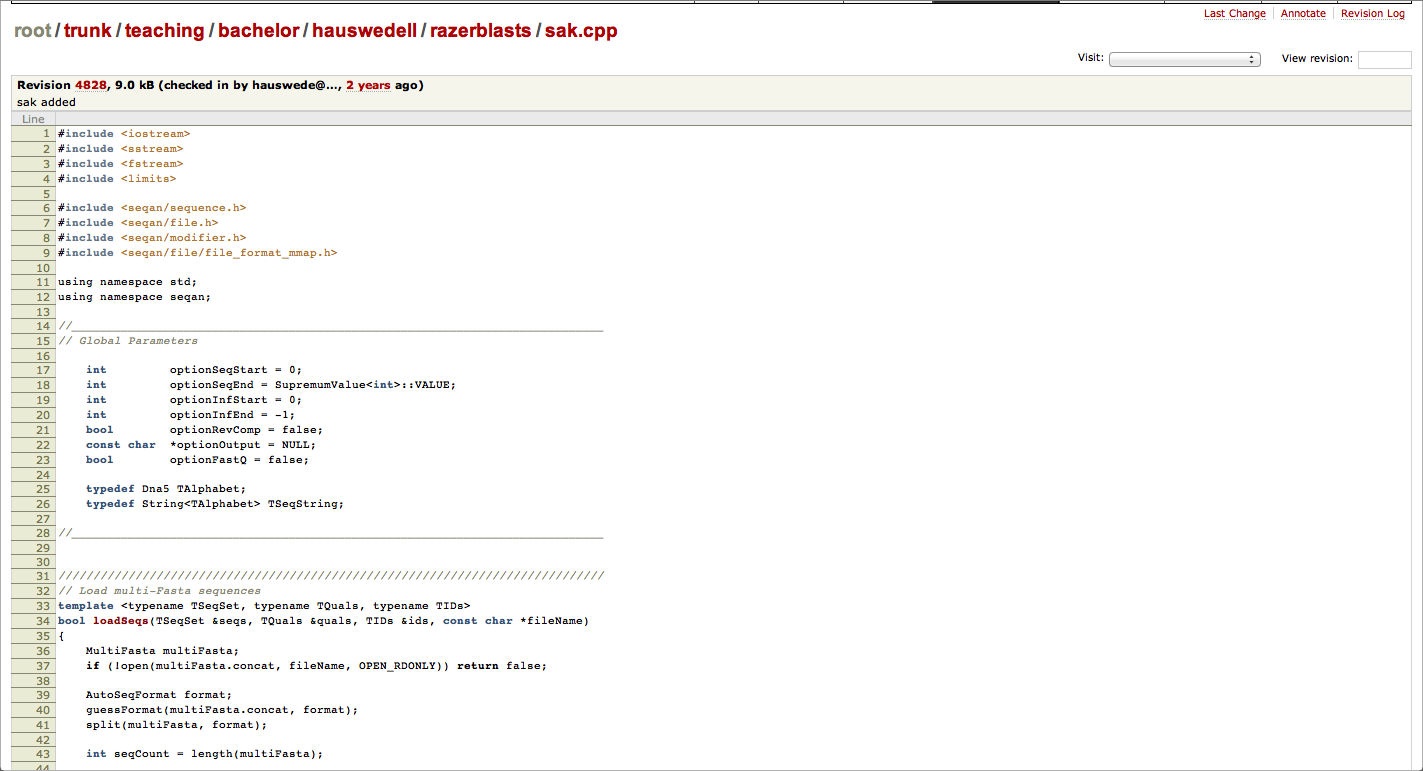 Last Change Annotate Revision Log
root/trunk/teaching/bachelor/hauswedell/razerblasts/sak.cpp
Visit: View revision:
Revision 4828, 9.0 kB (checked in by hauswede@..., 2 years ago)
sak added
Line
1 #include <iostream>
2 #include <sstream>
3 #include <fstream>
4 #include <limits>
5
6 #include <seqan/sequence.h>
7 #include <seqan/file.h>
8 #include <seqan/modifier.h>
9 #include <seqan/file/file_format_mmap.h>
10
11 using namespace std;
12 using namespace seqan;
13
14 //____________________________________________________________________________
15 // Global Parameters
16
17     int         optionSeqStart = 0;
18     int         optionSeqEnd = SupremumValue<int>::VALUE;
19     int         optionInfStart = 0;
20     int         optionInfEnd = -1;
21     bool        optionRevComp = false;
22     const char  *optionOutput = NULL;
23     bool        optionFastQ = false;
24
25     typedef Dna5 TAlphabet;
26     typedef String<TAlphabet> TSeqString;
27
28 //____________________________________________________________________________
29
30
31 //////////////////////////////////////////////////////////////////////////////
32 // Load multi-Fasta sequences
33 template <typename TSeqSet, typename TQuals, typename TIDs>
34 bool loadSeqs(TSeqSet &seqs, TQuals &quals, TIDs &ids, const char *fileName)
35 {
36     MultiFasta multiFasta;
37     if (!open(multiFasta.concat, fileName, OPEN_RDONLY)) return false;
38
39     AutoSeqFormat format;
40     guessFormat(multiFasta.concat, format);
41     split(multiFasta, format);
42
43     int seqCount = length(multiFasta);
44